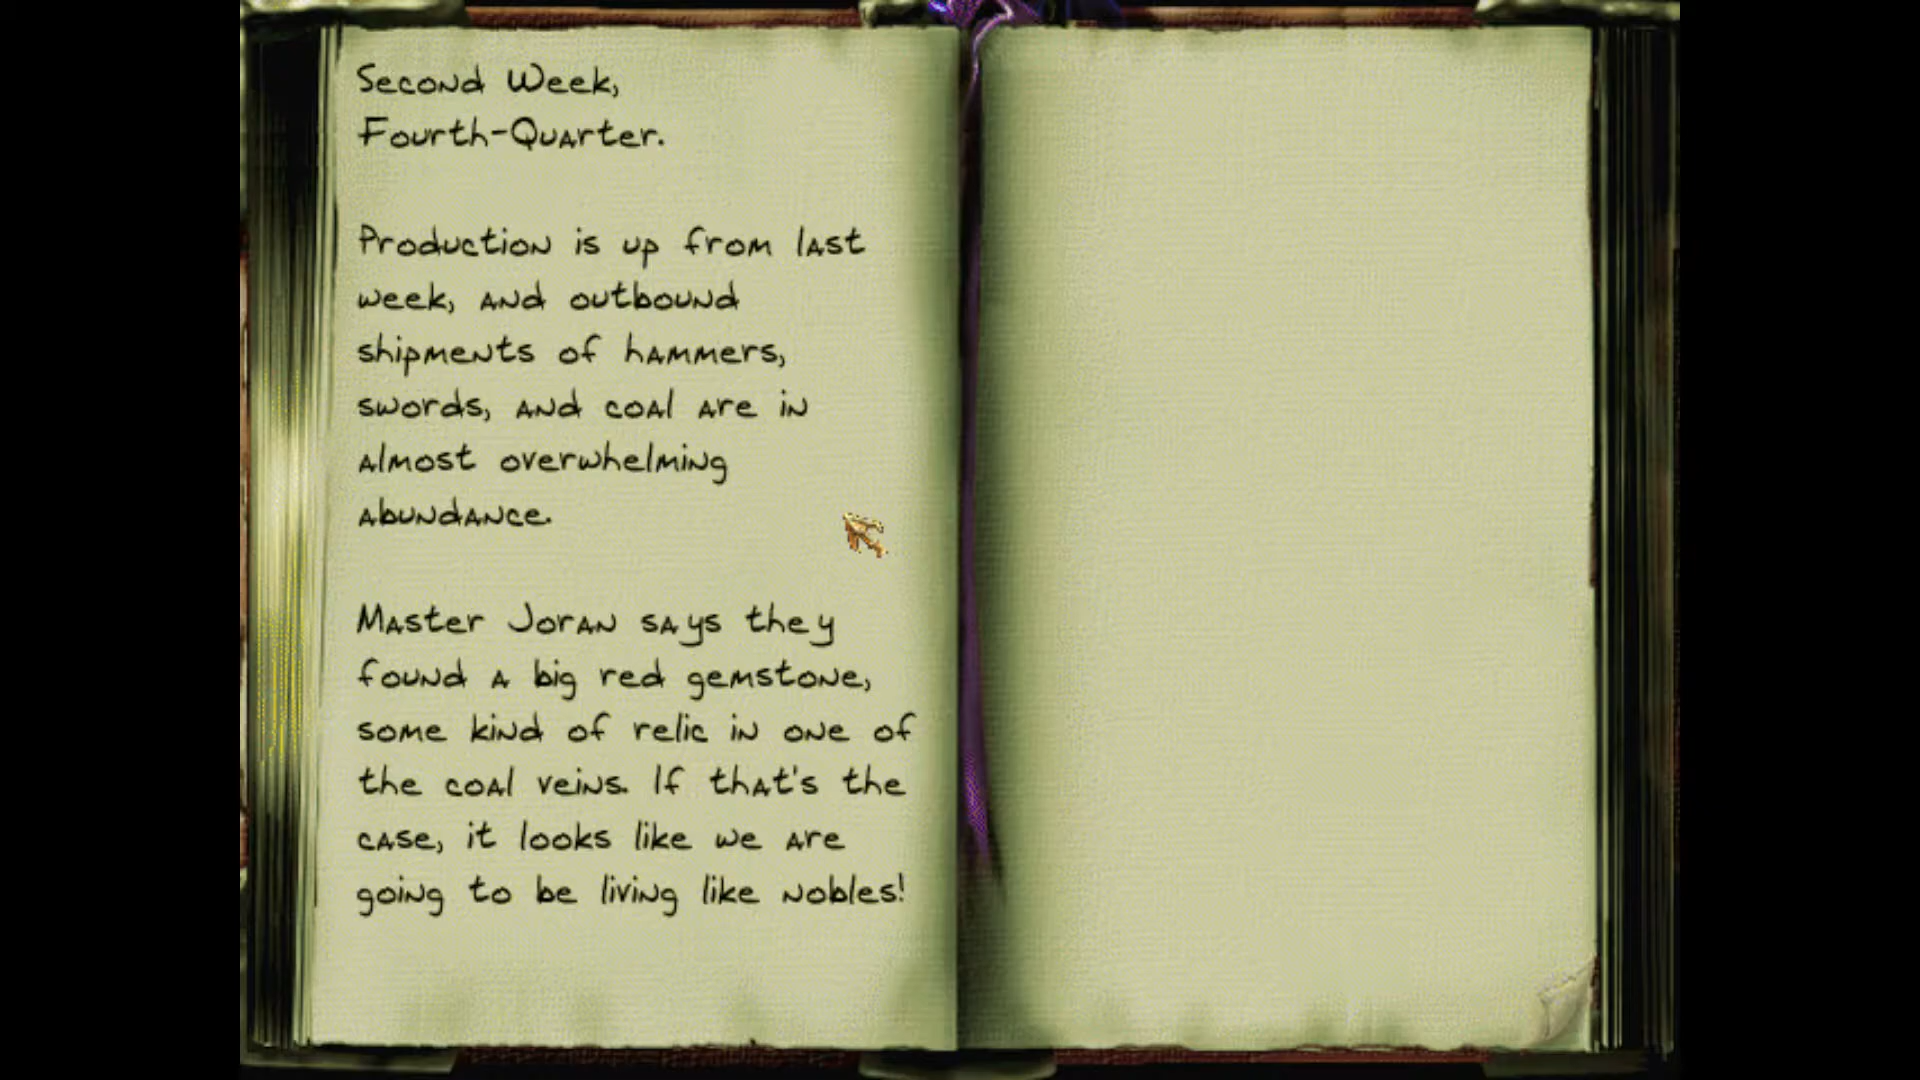 Second Week,
Fourth-Quarter.
Production is up from last
week, and outbound
shipments of hammers,
swords, and coal are in
almost overwhelming
abundance.
Master Joran says they
found a big red gemstone,
some kind of relic in one of
the coal veins. If that's the
case, it looks like we are
going to be living like nobles!